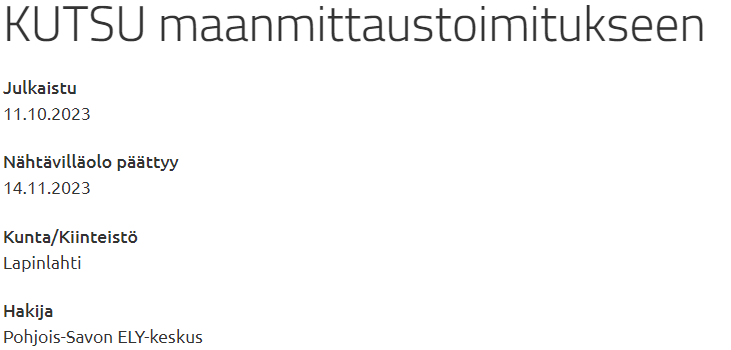 KUTSU maanmittaustoimitukseen
Julkaistu
11.10.2023
Nähtävilläolo päättyy
14.11.2023
Kunta/Kiinteistö
Lapinlahti
Hakija
Pohjois-Savon ELY-keskus